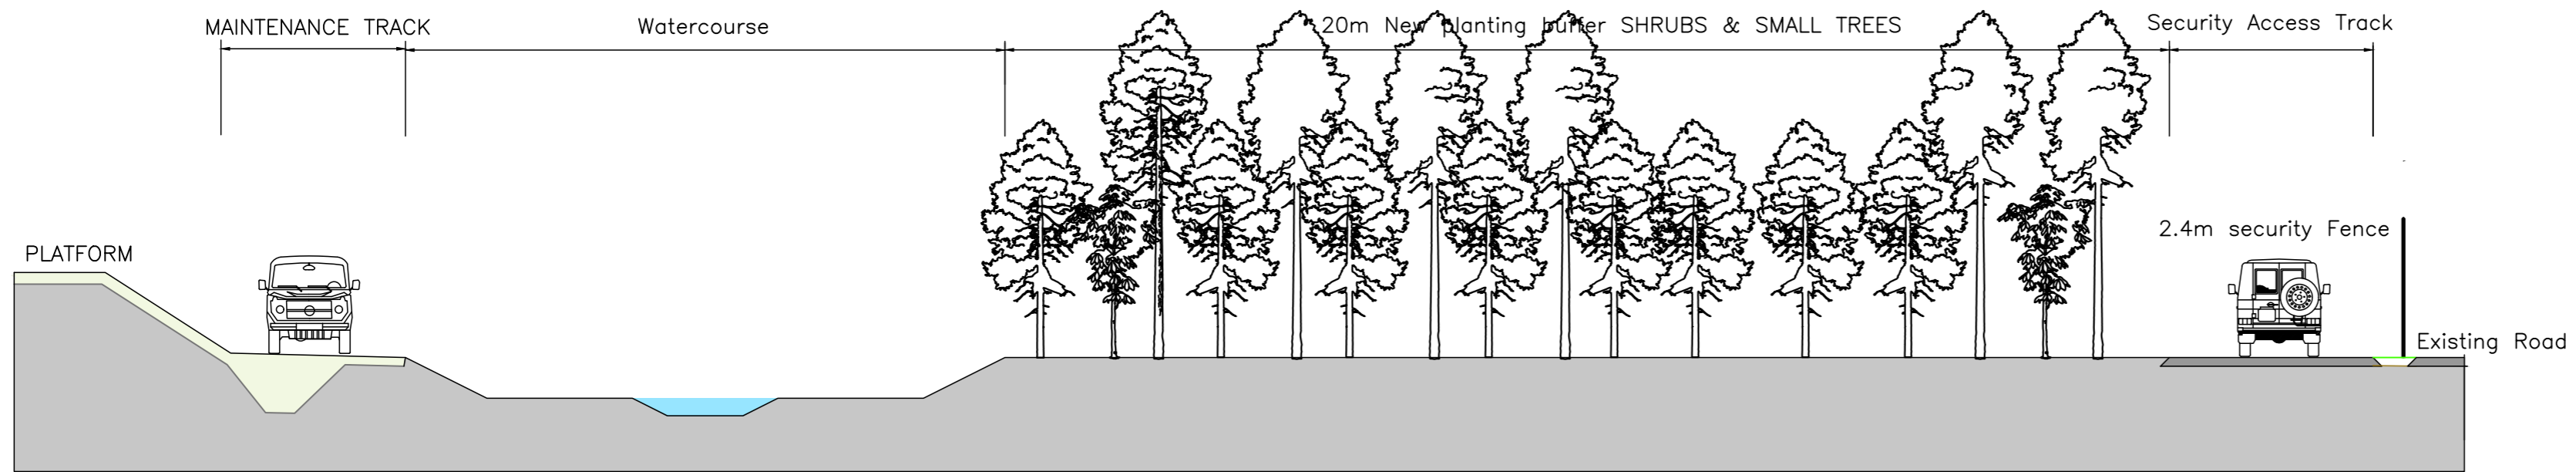 MAINTENANCE TRACK
Watercourse
20m New planting buffer SHRUBS & SMALL TREES
Security Access Track
2.4m security Fence
PLATFORM
Existing Road